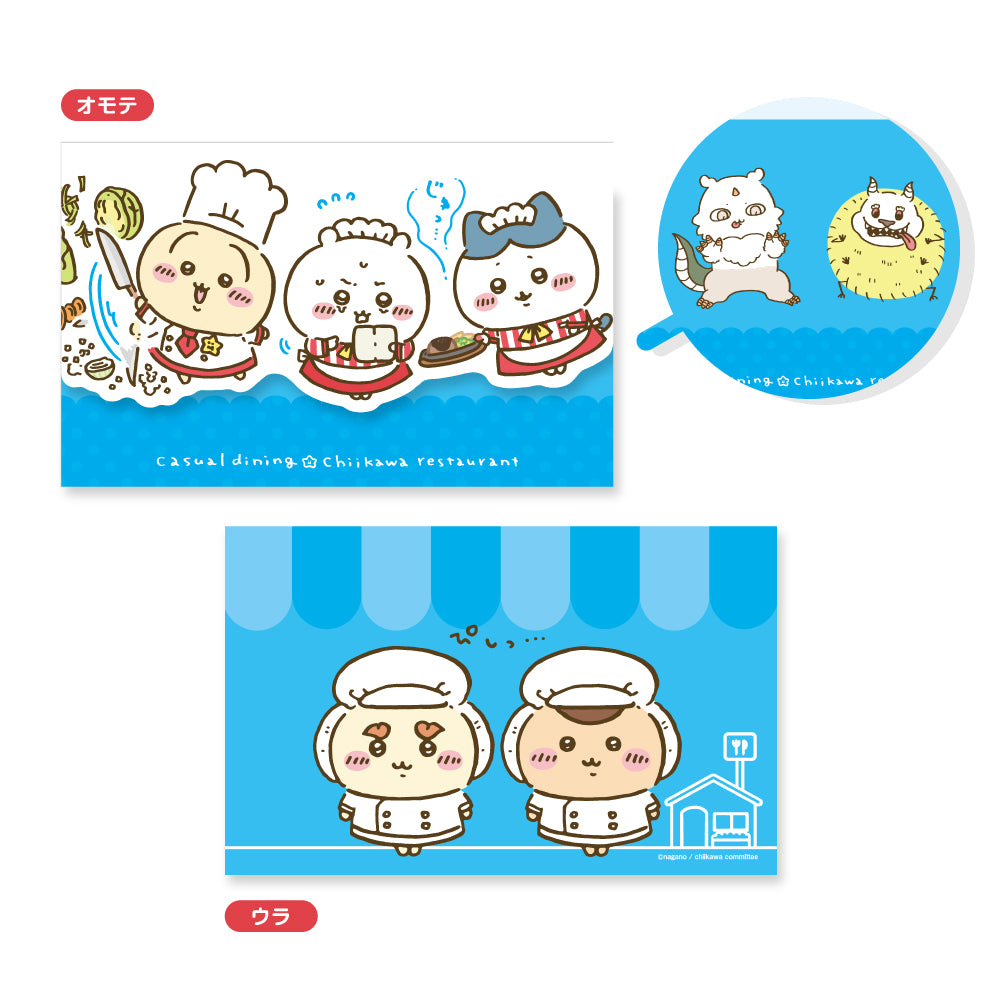 オモテ
casual dining ☆ Chiikawa restaurant
ning ☆ Chiikawa re
ぴしっ…
©nagano / chiikawa committee
ウラ